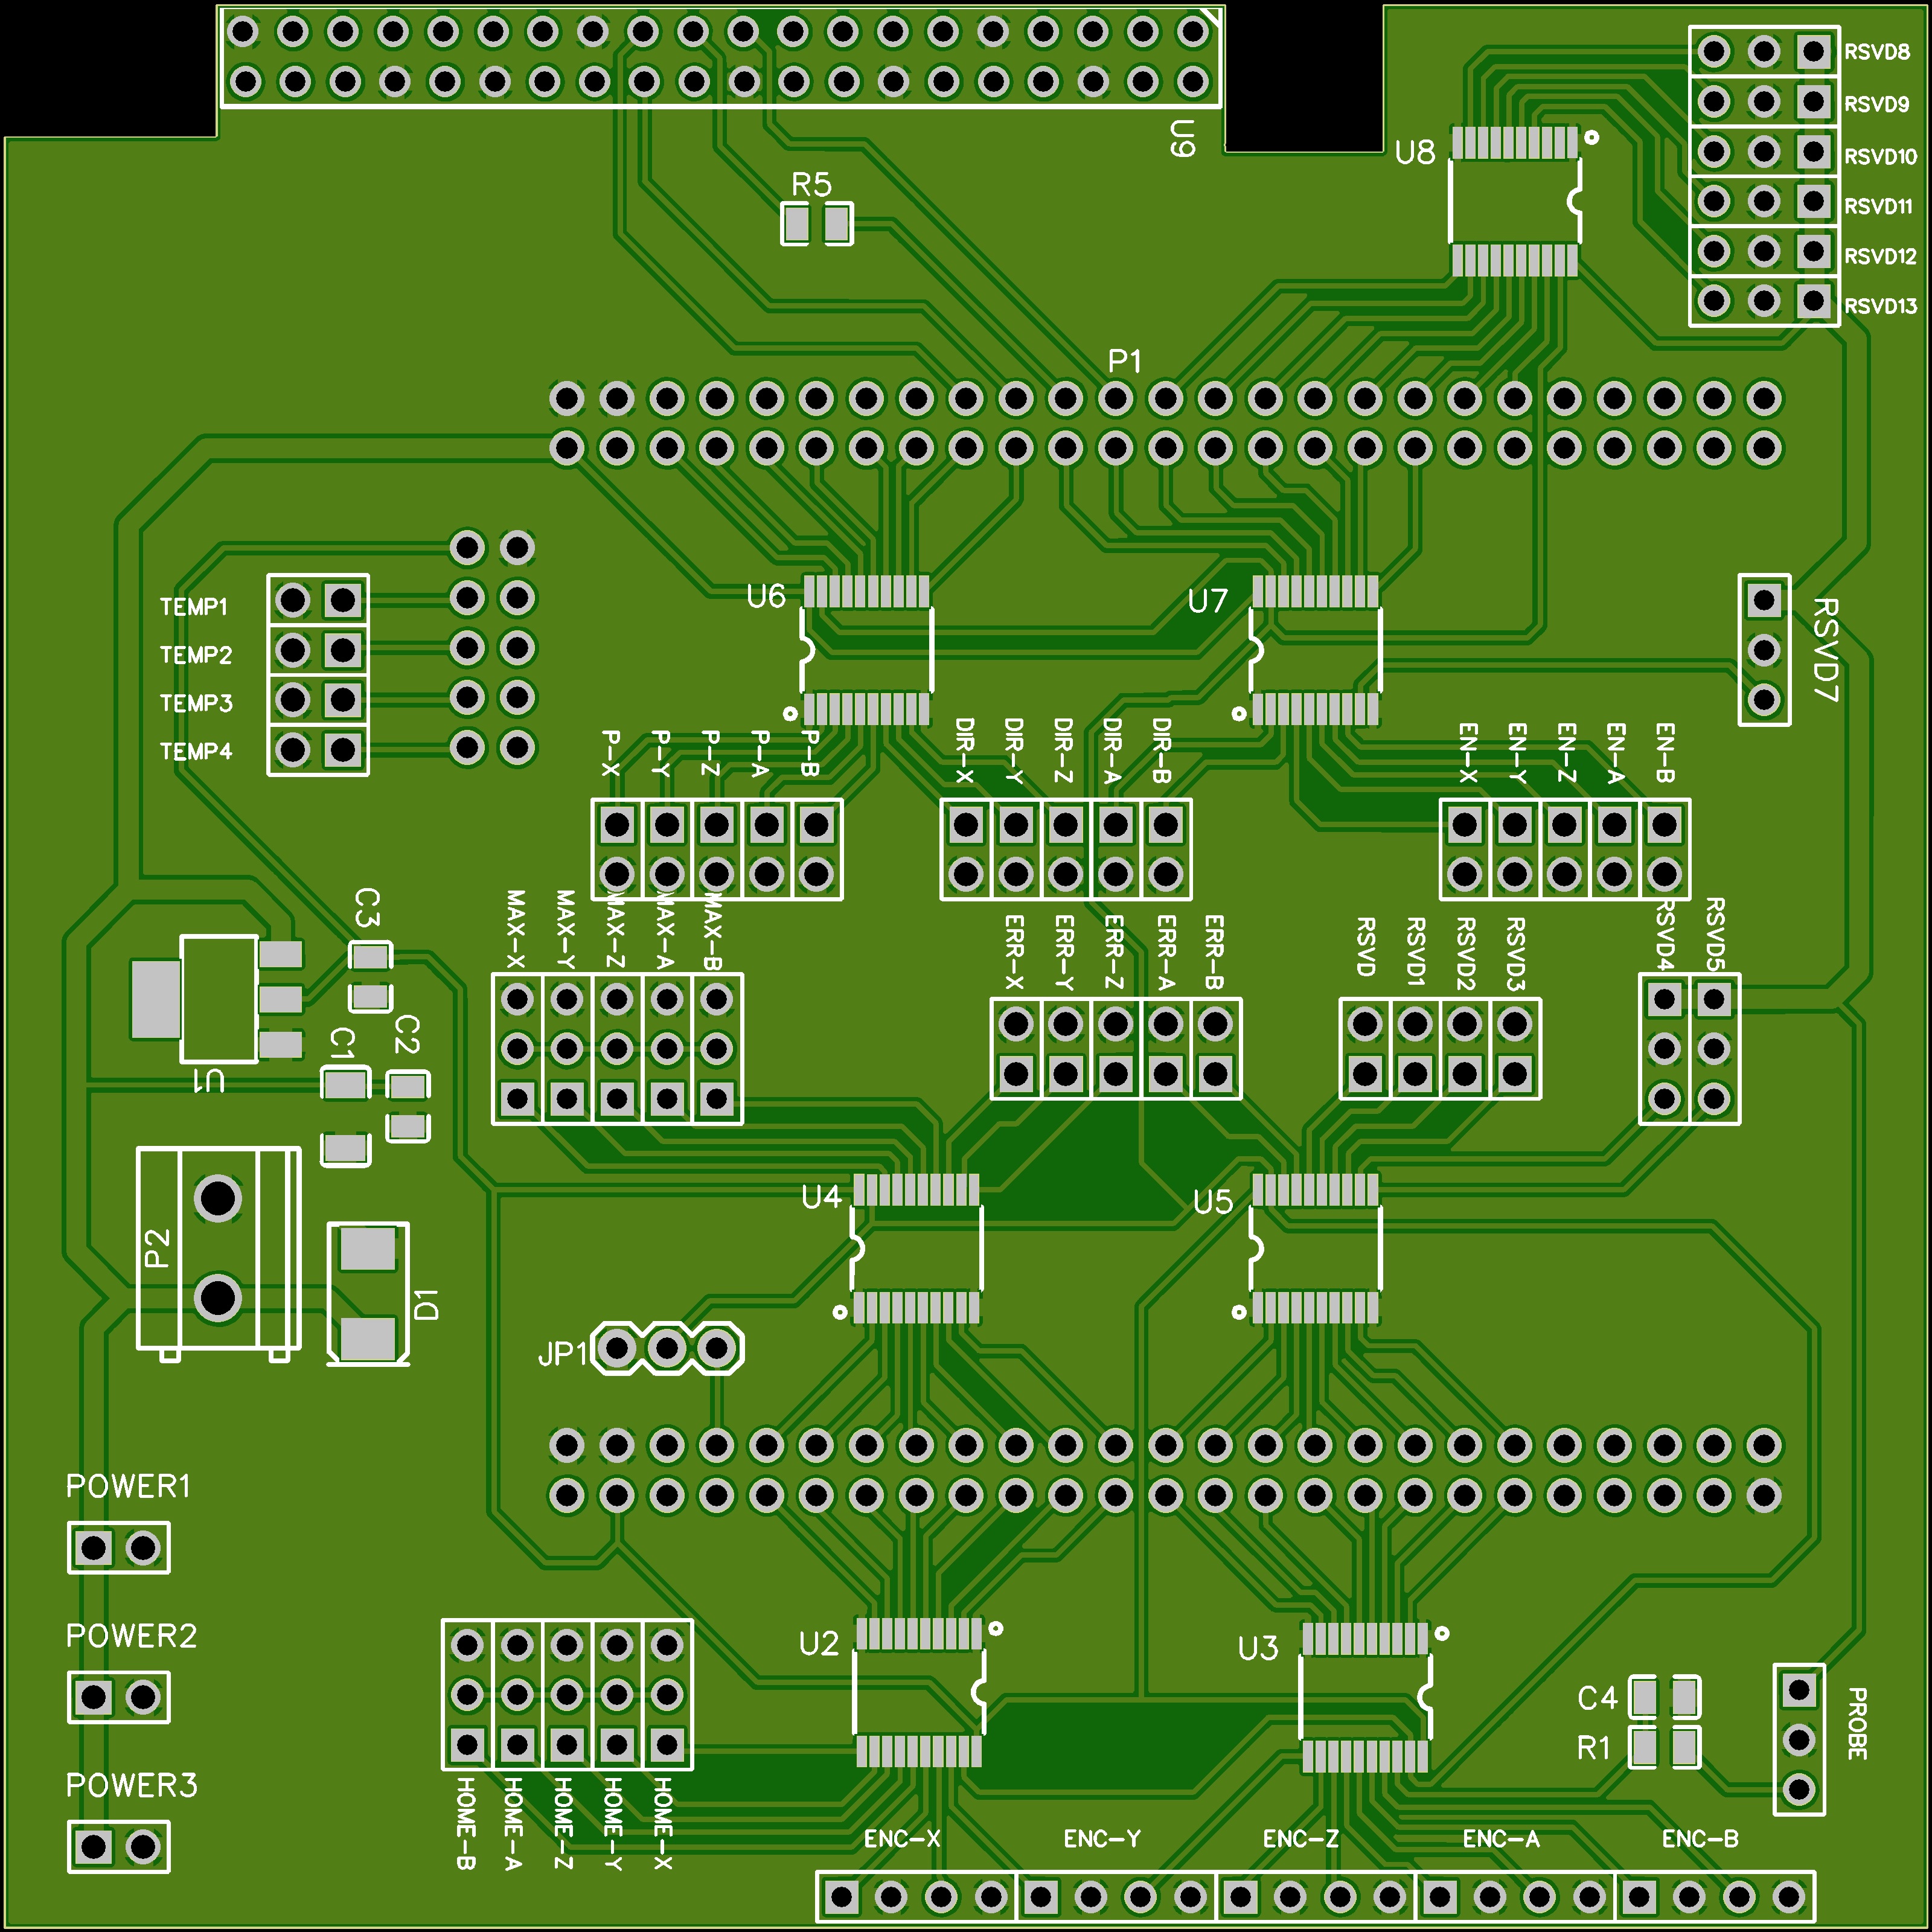 RSVD8
RSVD9
U9
U8
RSVD10
R5
RSVD11
RSVD12
RSVD13
P1
TEMP1
U6
U7
RSVD7
TEMP2
TEMP3
TEMP4
P-X
P-Y
P-Z
P-A
P-B
DIR-X
DIR-Y
DIR-Z
DIR-A
DIR-B
EN-X
EN-Y
EN-Z
EN-A
EN-B
C3
MAX-X
MAX-Y
MAX-Z
MAX-A
MAX-B
ERR-X
ERR-Y
ERR-Z
ERR-A
ERR-B
RSVD
RSVD1
RSVD2
RSVD3
RSVD4
RSVD5
C1
C2
U1
U4
U5
P2
D1
JP1
POWER1
POWER2
U2
U3
C4
PROBE
R1
POWER3
HOME-B
HOME-A
HOME-Z
HOME-Y
HOME-X
ENC-X
ENC-Y
ENC-Z
ENC-A
ENC-B